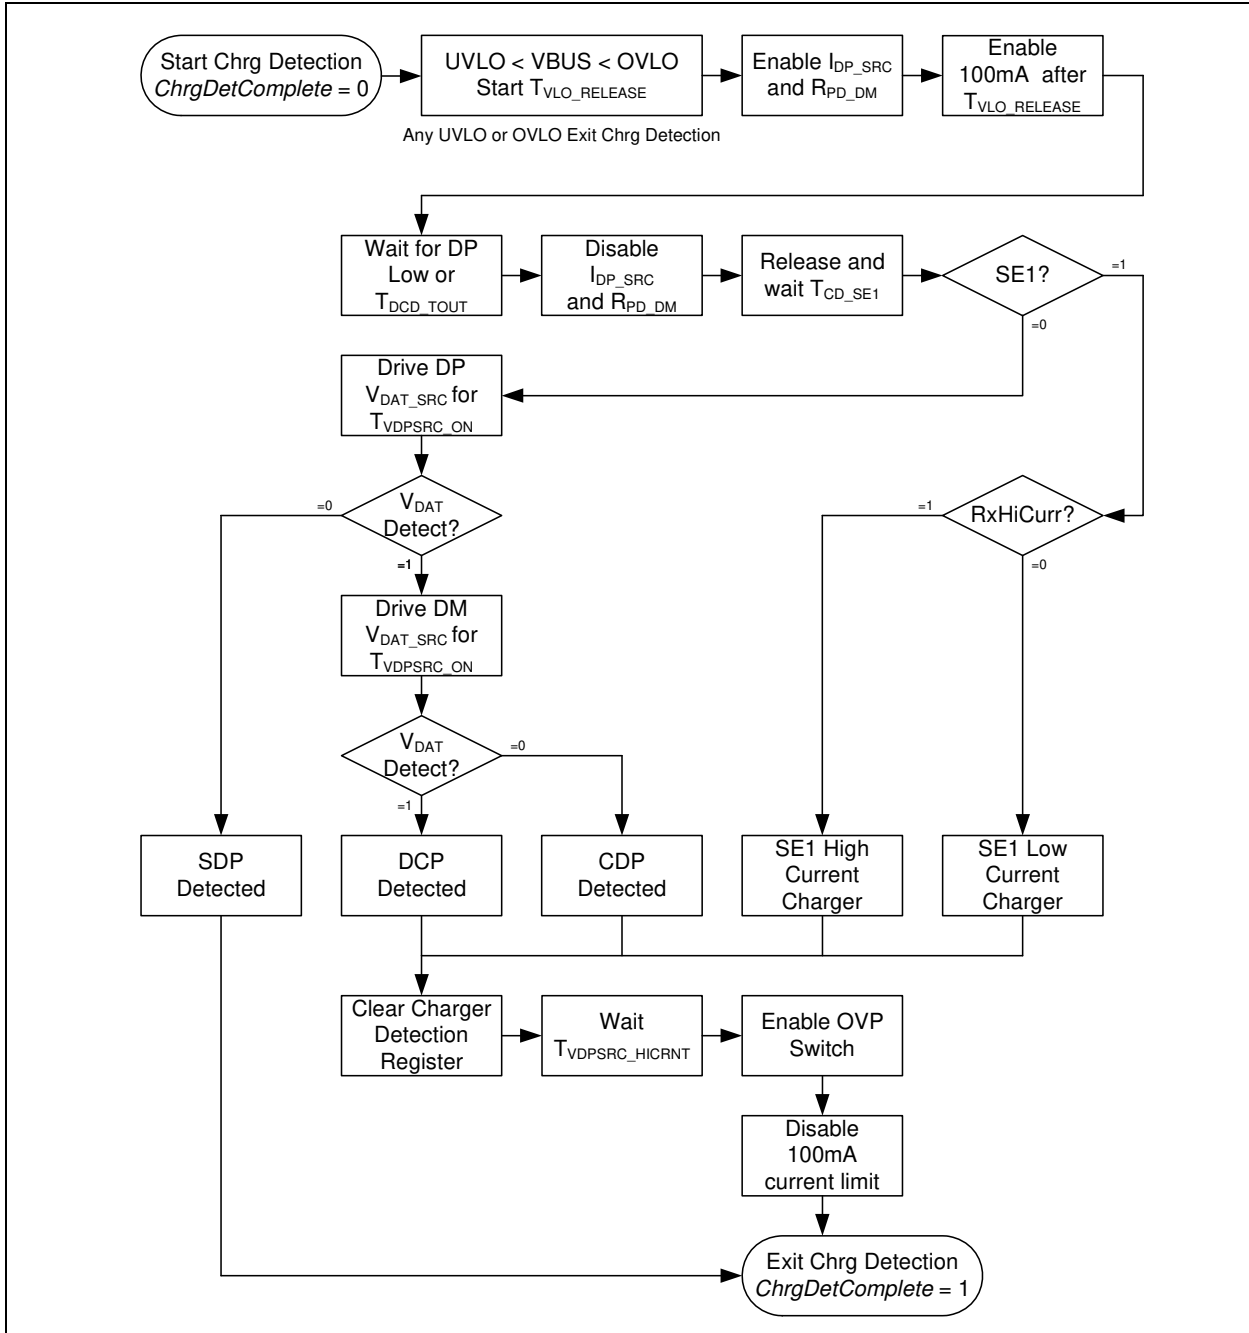 Start Chrg Detection
ChrgDetComplete = 0
UVLO < VBUS < OVLO
Start TVLO_RELEASE
Any UVLO or OVLO Exit Chrg Detection
Enable IDP_SRC
and RPD_DM
Enable
100mA after
TVLO_RELEASE
Wait for DP
Low or
TDCD_TOUT
Disable
IDP_SRC
and RPD_DM
Release and
wait TCD_SE1
SE1?
=1
=0
Drive DP
VDAT_SRC for
TVDPSRC_ON
VDAT
Detect?
=0
=1
RxHiCurr?
=1
=0
Drive DM
VDAT_SRC for
TVDPSRC_ON
VDAT
Detect?
=0
=1
SDP
Detected
DCP
Detected
CDP
Detected
SE1 High
Current
Charger
SE1 Low
Current
Charger
Clear Charger
Detection
Register
Wait
TVDPSRC_HICRNT
Enable OVP
Switch
Disable
100mA
current limit
Exit Chrg Detection
ChrgDetComplete = 1